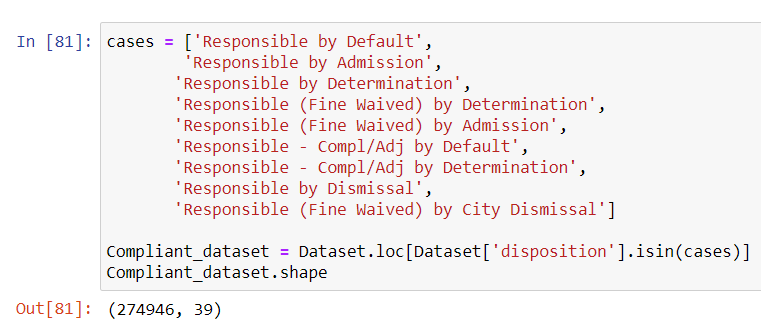 In [81]: cases = ['Responsible by Default',
'Responsible by Admission',
'Responsible by Determination',
'Responsible (Fine Waived) by Determination',
'Responsible (Fine Waived) by Admission',
'Responsible - Compl/Adj by Default',
'Responsible - Compl/Adj by Determination',
'Responsible by Dismissal',
'Responsible (Fine Waived) by City Dismissal']
Compliant_dataset = Dataset.loc[Dataset['disposition'].isin(cases)]
Compliant_dataset.shape
Out[81]: (274946, 39)